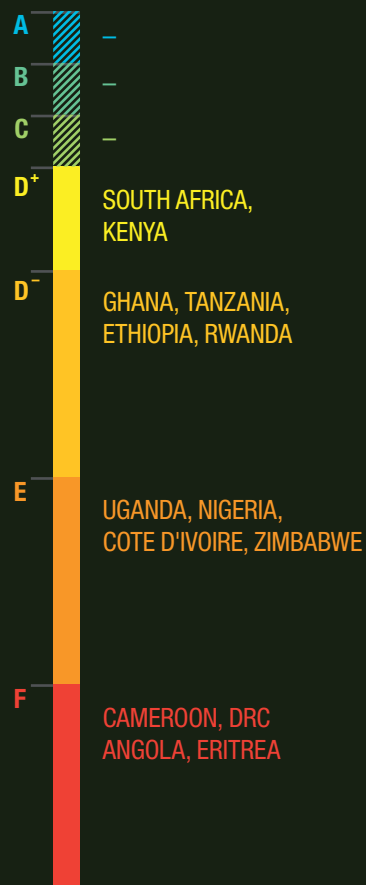 A
–
B
–
C
–
D+
SOUTH AFRICA,
KENYA
D–
GHANA, TANZANIA,
ETHIOPIA, RWANDA
E
UGANDA, NIGERIA,
COTE D'IVOIRE, ZIMBABWE
F
CAMEROON, DRC
ANGOLA, ERITREA